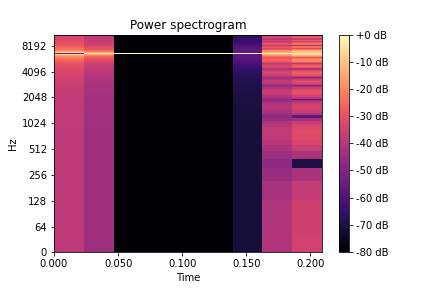 Power spectrogram
8192
4096
2048
1024
512
256
128
64
0
Hz
0.000 0.050 0.100 0.150 0.200
Time
+0 dB
-10 dB
-20 dB
-30 dB
-40 dB
-50 dB
-60 dB
-70 dB
-80 dB